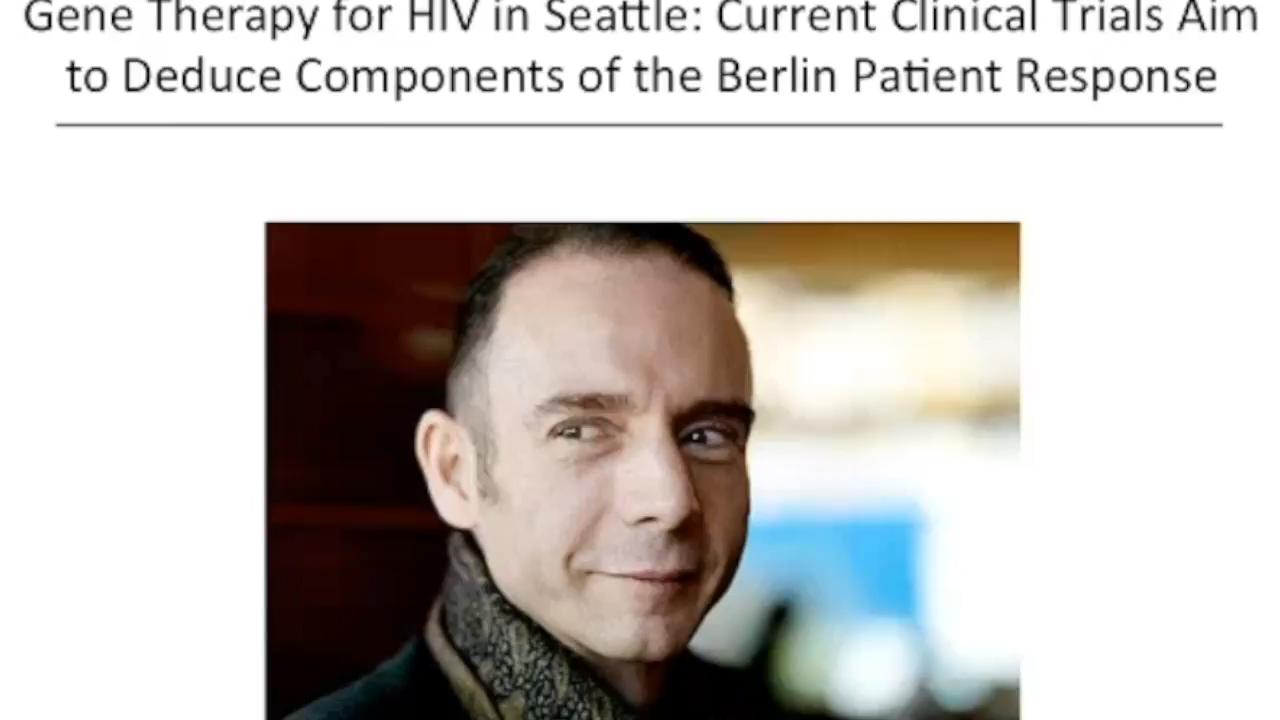 Gene Therapy for HIV in Seattle: Current Clinical Trials Aim
to Deduce Components of the Berlin Patient Response